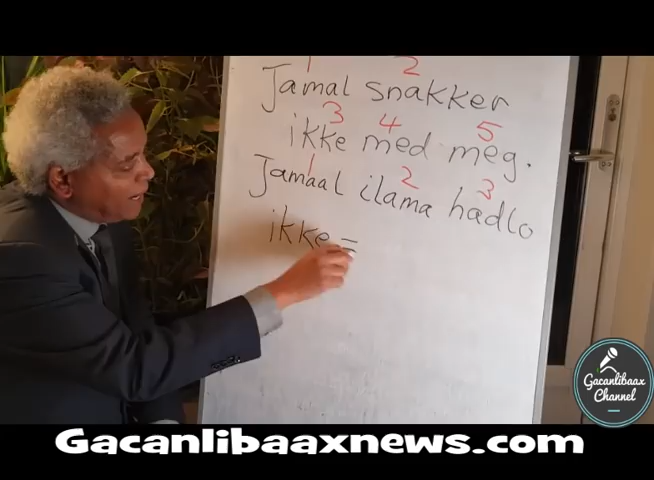 1 2
Jamal snakker
3 4 5
ikke med meg.
1 2 3
Jamaal ilama hadlo
ikke =
Gacanlibaax
Channel
Gacanlibaaxnews.com